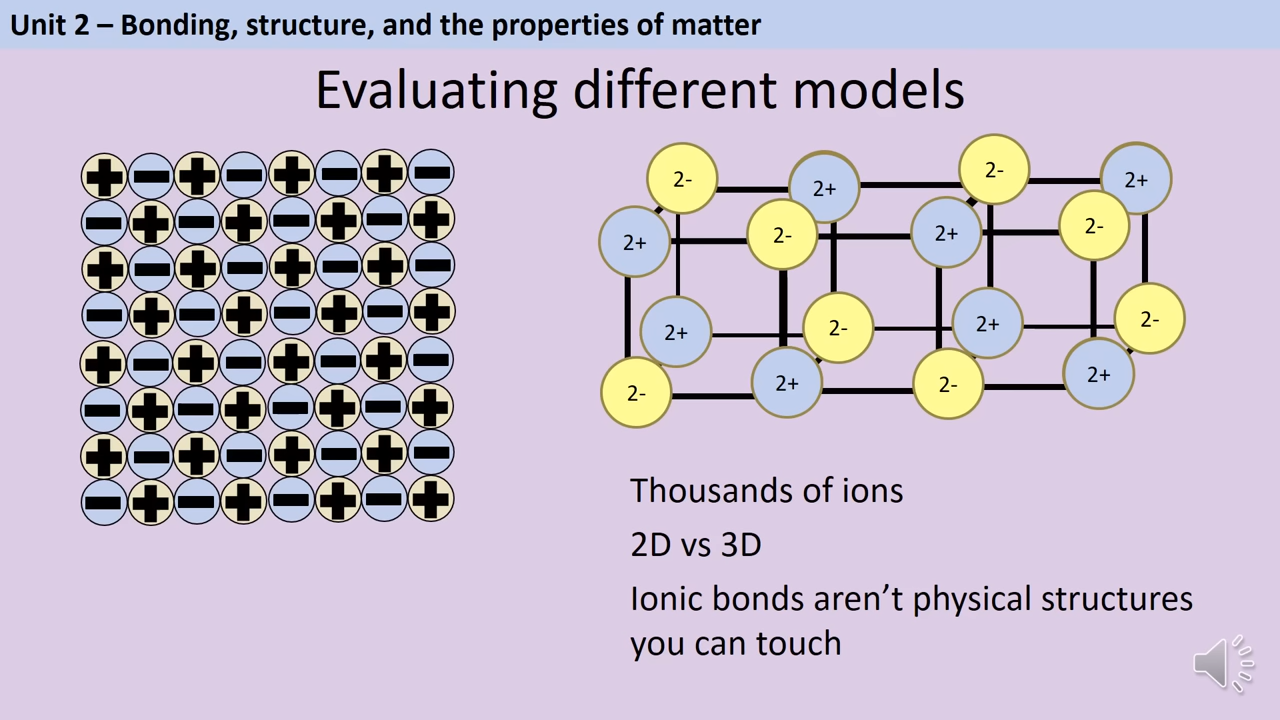 Unit 2 – Bonding, structure, and the properties of matter
Evaluating different models
+ − + − + − + −
− + − + − + − +
+ − + − + − + −
− + − + − + − +
+ − + − + − + −
− + − + − + − +
+ − + − + − + −
− + − + − + − +
2- 2+ 2- 2+
2+ 2- 2+ 2-
2+ 2- 2+ 2-
2- 2+ 2- 2+
Thousands of ions
2D vs 3D
Ionic bonds aren’t physical structures
you can touch